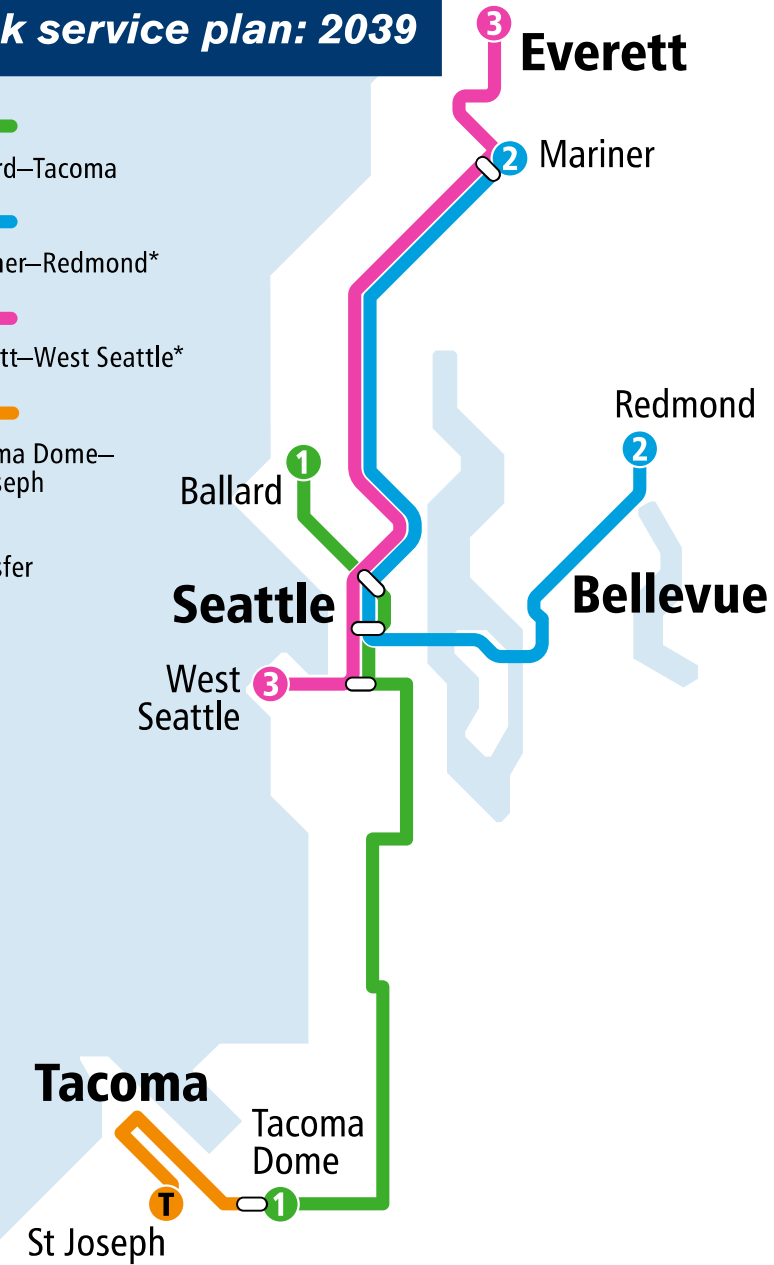 k service plan: 2039
3
Everett
2
Mariner
rd–Tacoma
ner–Redmond*
tt–West Seattle*
ma Dome–
seph
sfer
Redmond
2
1
Ballard
Seattle
Bellevue
West
Seattle
3
Tacoma
Tacoma
Dome
T
1
St Joseph